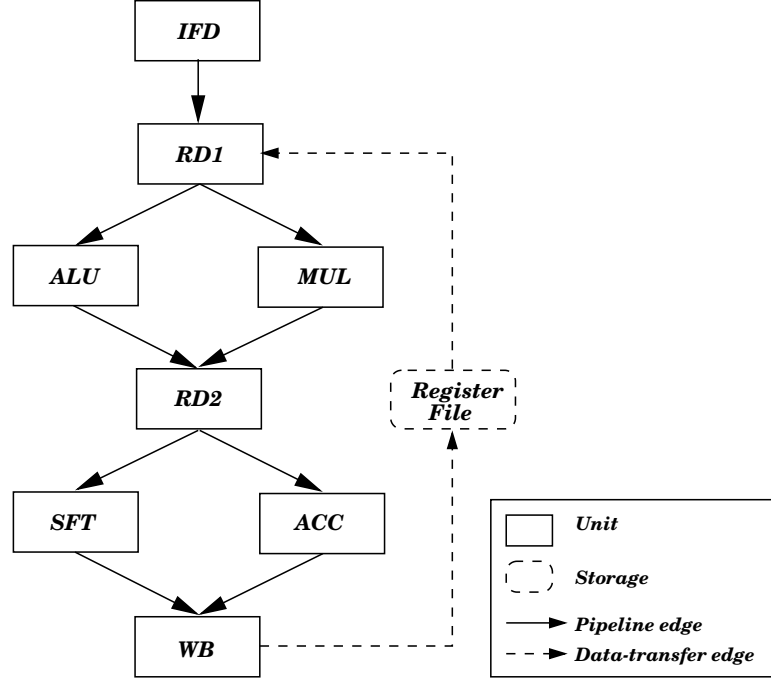 IFD
RD1
ALU
MUL
RD2
Register
File
SFT
ACC
WB
Unit
Storage
Pipeline edge
Data-transfer edge